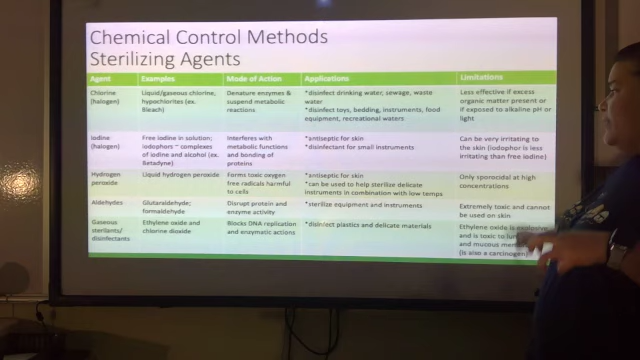 Chemical Control Methods
Sterilizing Agents
Agent Examples Mode of Action Applications Limitations
Chlorine (halogen)
Liquid/gaseous chlorine, hypochlorites (ex. Bleach)
Denature enzymes & suspend metabolic reactions
*disinfect drinking water, sewage, waste water
*disinfect toys, bedding, instruments, food equipment, recreational waters
Less effective if excess organic matter present or if exposed to alkaline pH or light
Iodine (halogen)
Free iodine in solution; iodophors ~ complexes of iodine and alcohol (ex. Betadyne)
Interferes with metabolic functions and bonding of proteins
*antiseptic for skin
*disinfectant for small instruments
Can be very irritating to the skin (iodophor is less irritating than free iodine)
Hydrogen peroxide
Liquid hydrogen peroxide
Forms toxic oxygen free radicals harmful to cells
*antiseptic for skin
*can be used to help sterilize delicate instruments in combination with low temps
Only sporocidal at high concentrations
Aldehydes
Glutaraldehyde; formaldehyde
Disrupt protein and enzyme activity
*sterilize equipment and instruments
Extremely toxic and cannot be used on skin
Gaseous sterilants/ disinfectants
Ethylene oxide and chlorine dioxide
Blocks DNA replication and enzymatic actions
*disinfect plastics and delicate materials
Ethylene oxide is explosive and is toxic to and mucous (is also a carcinogen)